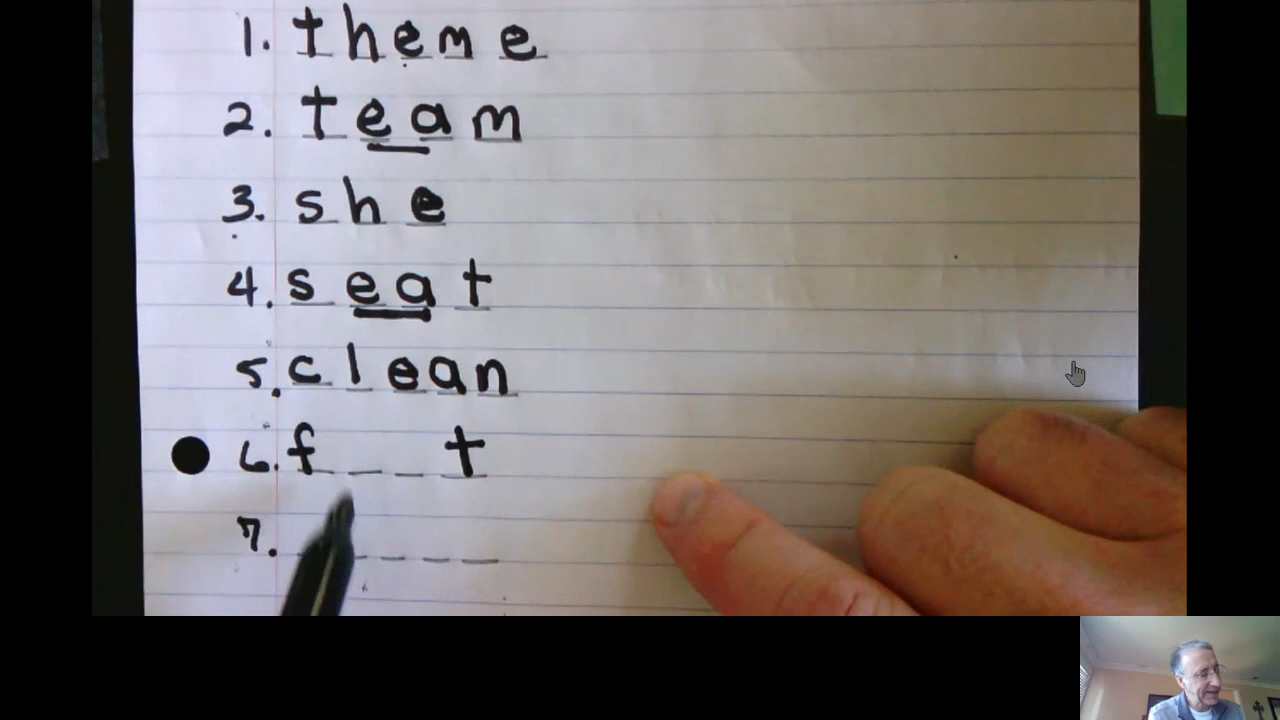 1. theme
2. team
3. she
4. seat
5. clean
6. f _ _ t
7. _ _ _ _